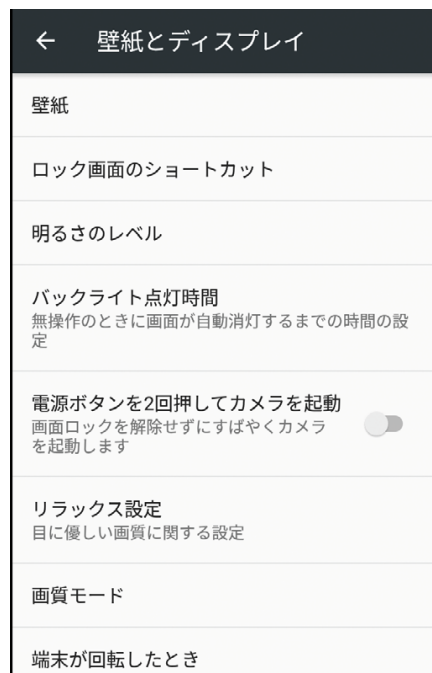 壁紙とディスプレイ
壁紙
ロック画面のショートカット
明るさのレベル
バックライト点灯時間
無操作のときに画面が自動消灯するまでの時間の設
定
電源ボタンを2回押してカメラを起動
画面ロックを解除せずにすばやくカメラ
を起動します
リラックス設定
目に優しい画質に関する設定
画質モード
端末が回転したとき